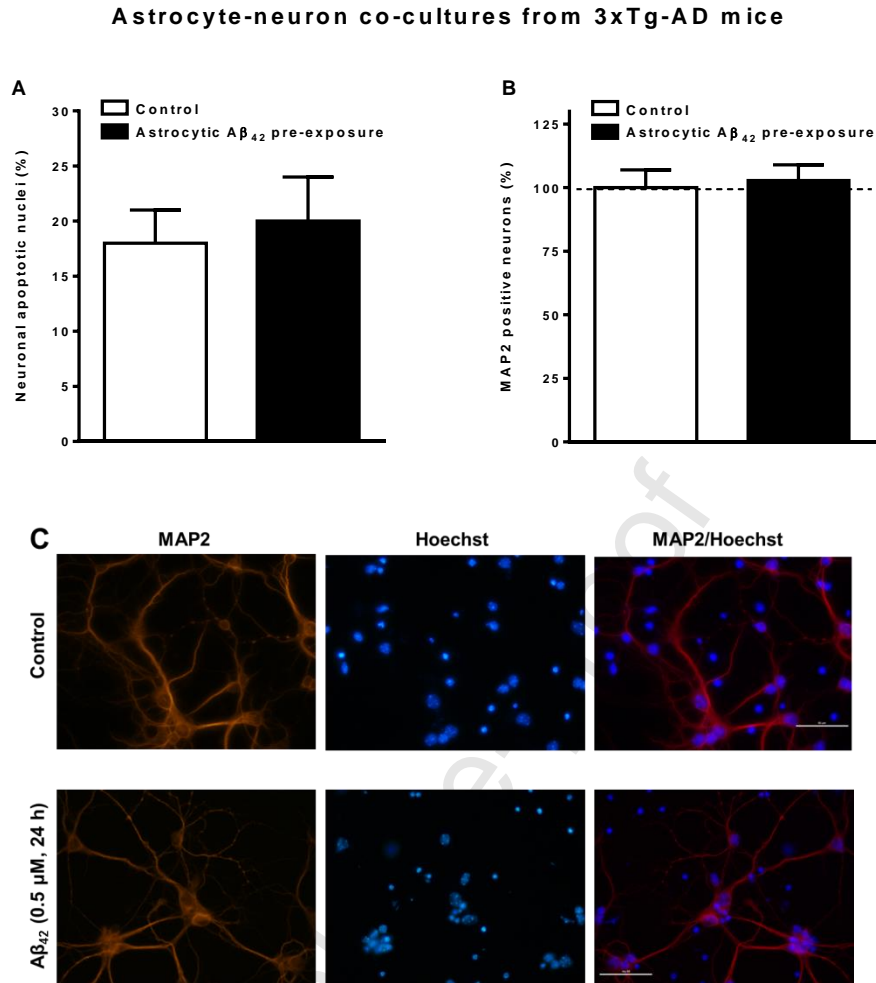 Astrocyte-neuron co-cultures from 3xTg-AD mice
A
Control
Astrocytic Aβ42 pre-exposure
Neuronal apoptotic nuclei (%)
30
25
20
15
10
5
0
B
Control
Astrocytic Aβ42 pre-exposure
MAP2 positive neurons (%)
125
100
75
50
25
0
C
MAP2
Hoechst
MAP2/Hoechst
Control
Aβ42 (0.5 µM, 24 h)